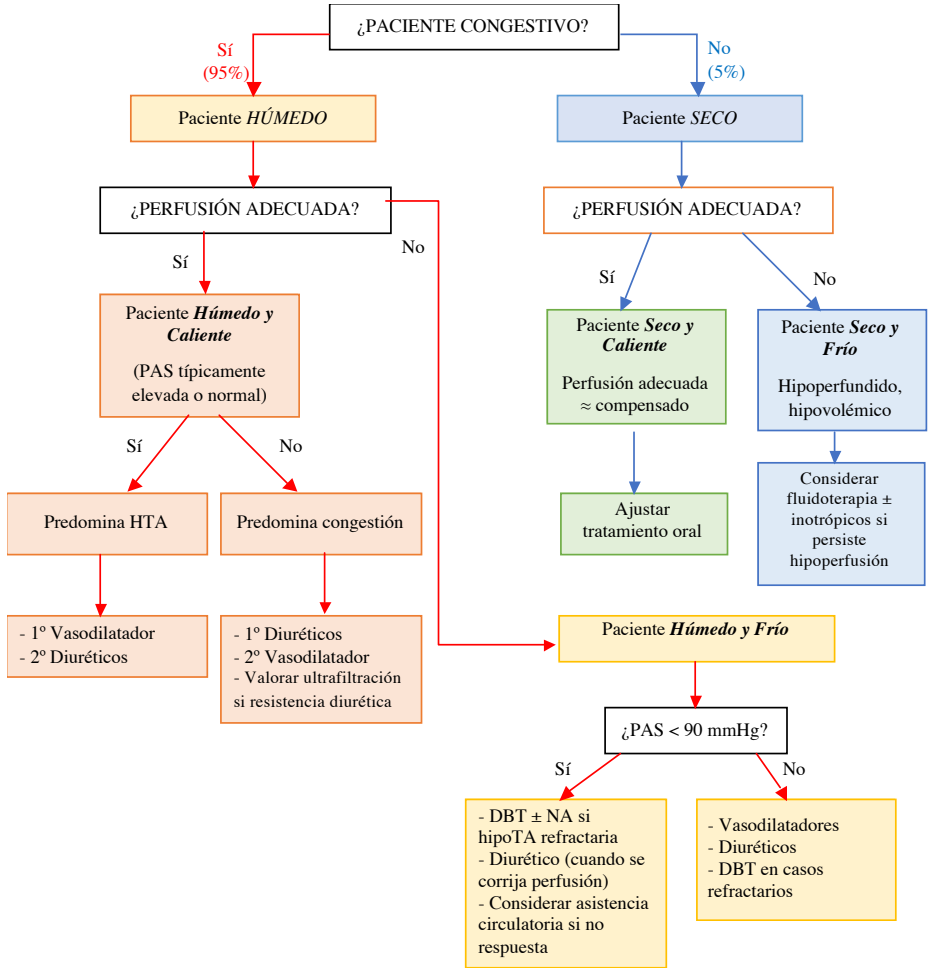 ¿PACIENTE CONGESTIVO?
Sí
(95%)
No
(5%)
Paciente HÚMEDO
Paciente SECO
¿PERFUSIÓN ADECUADA?
¿PERFUSIÓN ADECUADA?
Sí
No
Sí
No
Paciente Húmedo y
Caliente
(PAS típicamente
elevada o normal)
Paciente Seco y
Caliente
Perfusión adecuada
≈ compensado
Paciente Seco y
Frío
Hipoperfundido,
hipovolémico
Sí
No
Predomina HTA
Predomina congestión
Ajustar
tratamiento oral
Considerar
fluidoterapia ±
inotrópicos si
persiste
hipoperfusión
- 1º Vasodilatador
- 2º Diuréticos
- 1º Diuréticos
- 2º Vasodilatador
- Valorar ultrafiltración
si resistencia diurética
Paciente Húmedo y Frío
¿PAS < 90 mmHg?
Sí
No
- DBT ± NA si
hipoTA refractaria
- Diurético (cuando se
corrija perfusión)
- Considerar asistencia
circulatoria si no
respuesta
- Vasodilatadores
- Diuréticos
- DBT en casos
refractarios